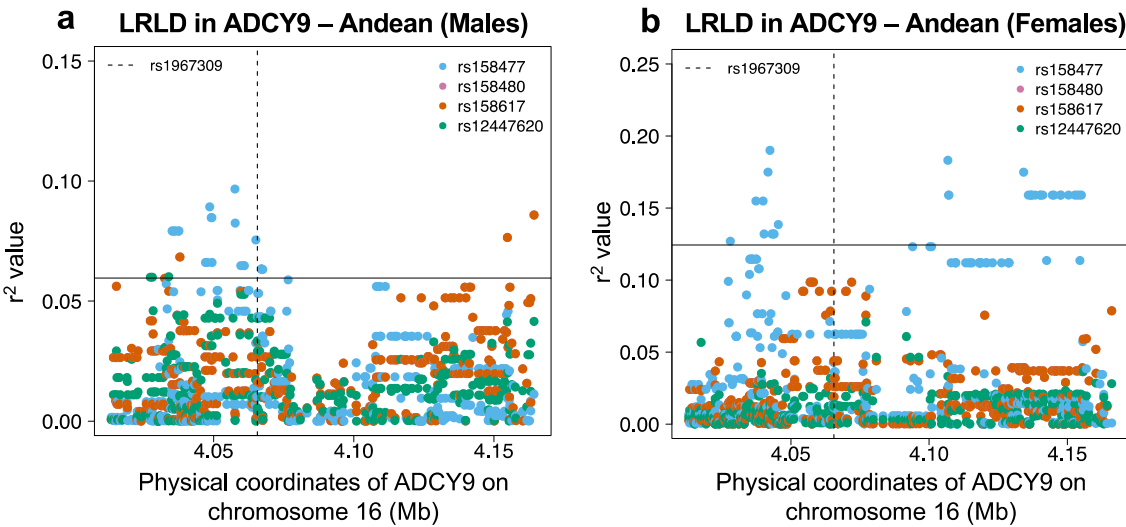 a
LRLD in ADCY9 – Andean (Males)
rs1967309
rs158477
rs158480
rs158617
rs12447620
0.15
0.10
0.05
0.00
r² value
4.05
4.10
4.15
Physical coordinates of ADCY9 on
chromosome 16 (Mb)
b
LRLD in ADCY9 – Andean (Females)
rs1967309
rs158477
rs158480
rs158617
rs12447620
0.25
0.20
0.15
0.10
0.05
0.00
r² value
4.05
4.10
4.15
Physical coordinates of ADCY9 on
chromosome 16 (Mb)